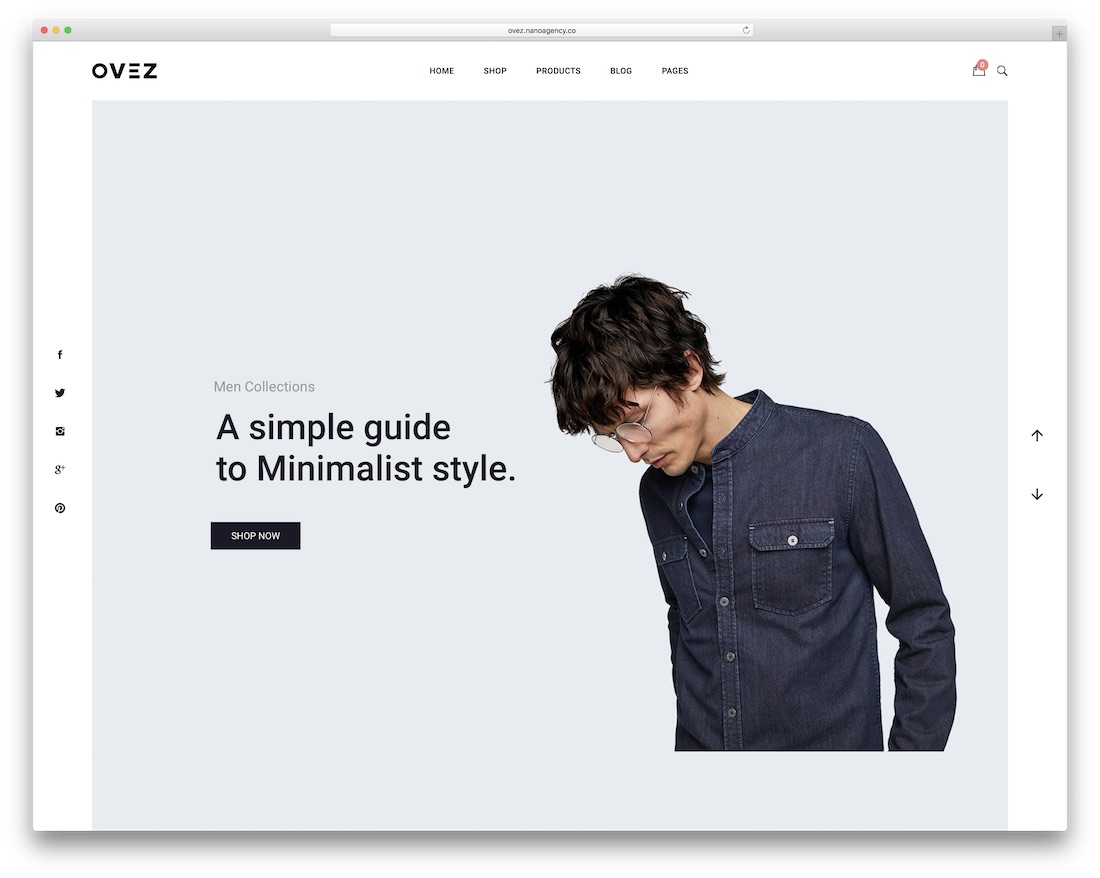 ovez.nanoagency.co
OVEZ
HOME SHOP PRODUCTS BLOG PAGES
0
Men Collections
A simple guide
to Minimalist style.
SHOP NOW